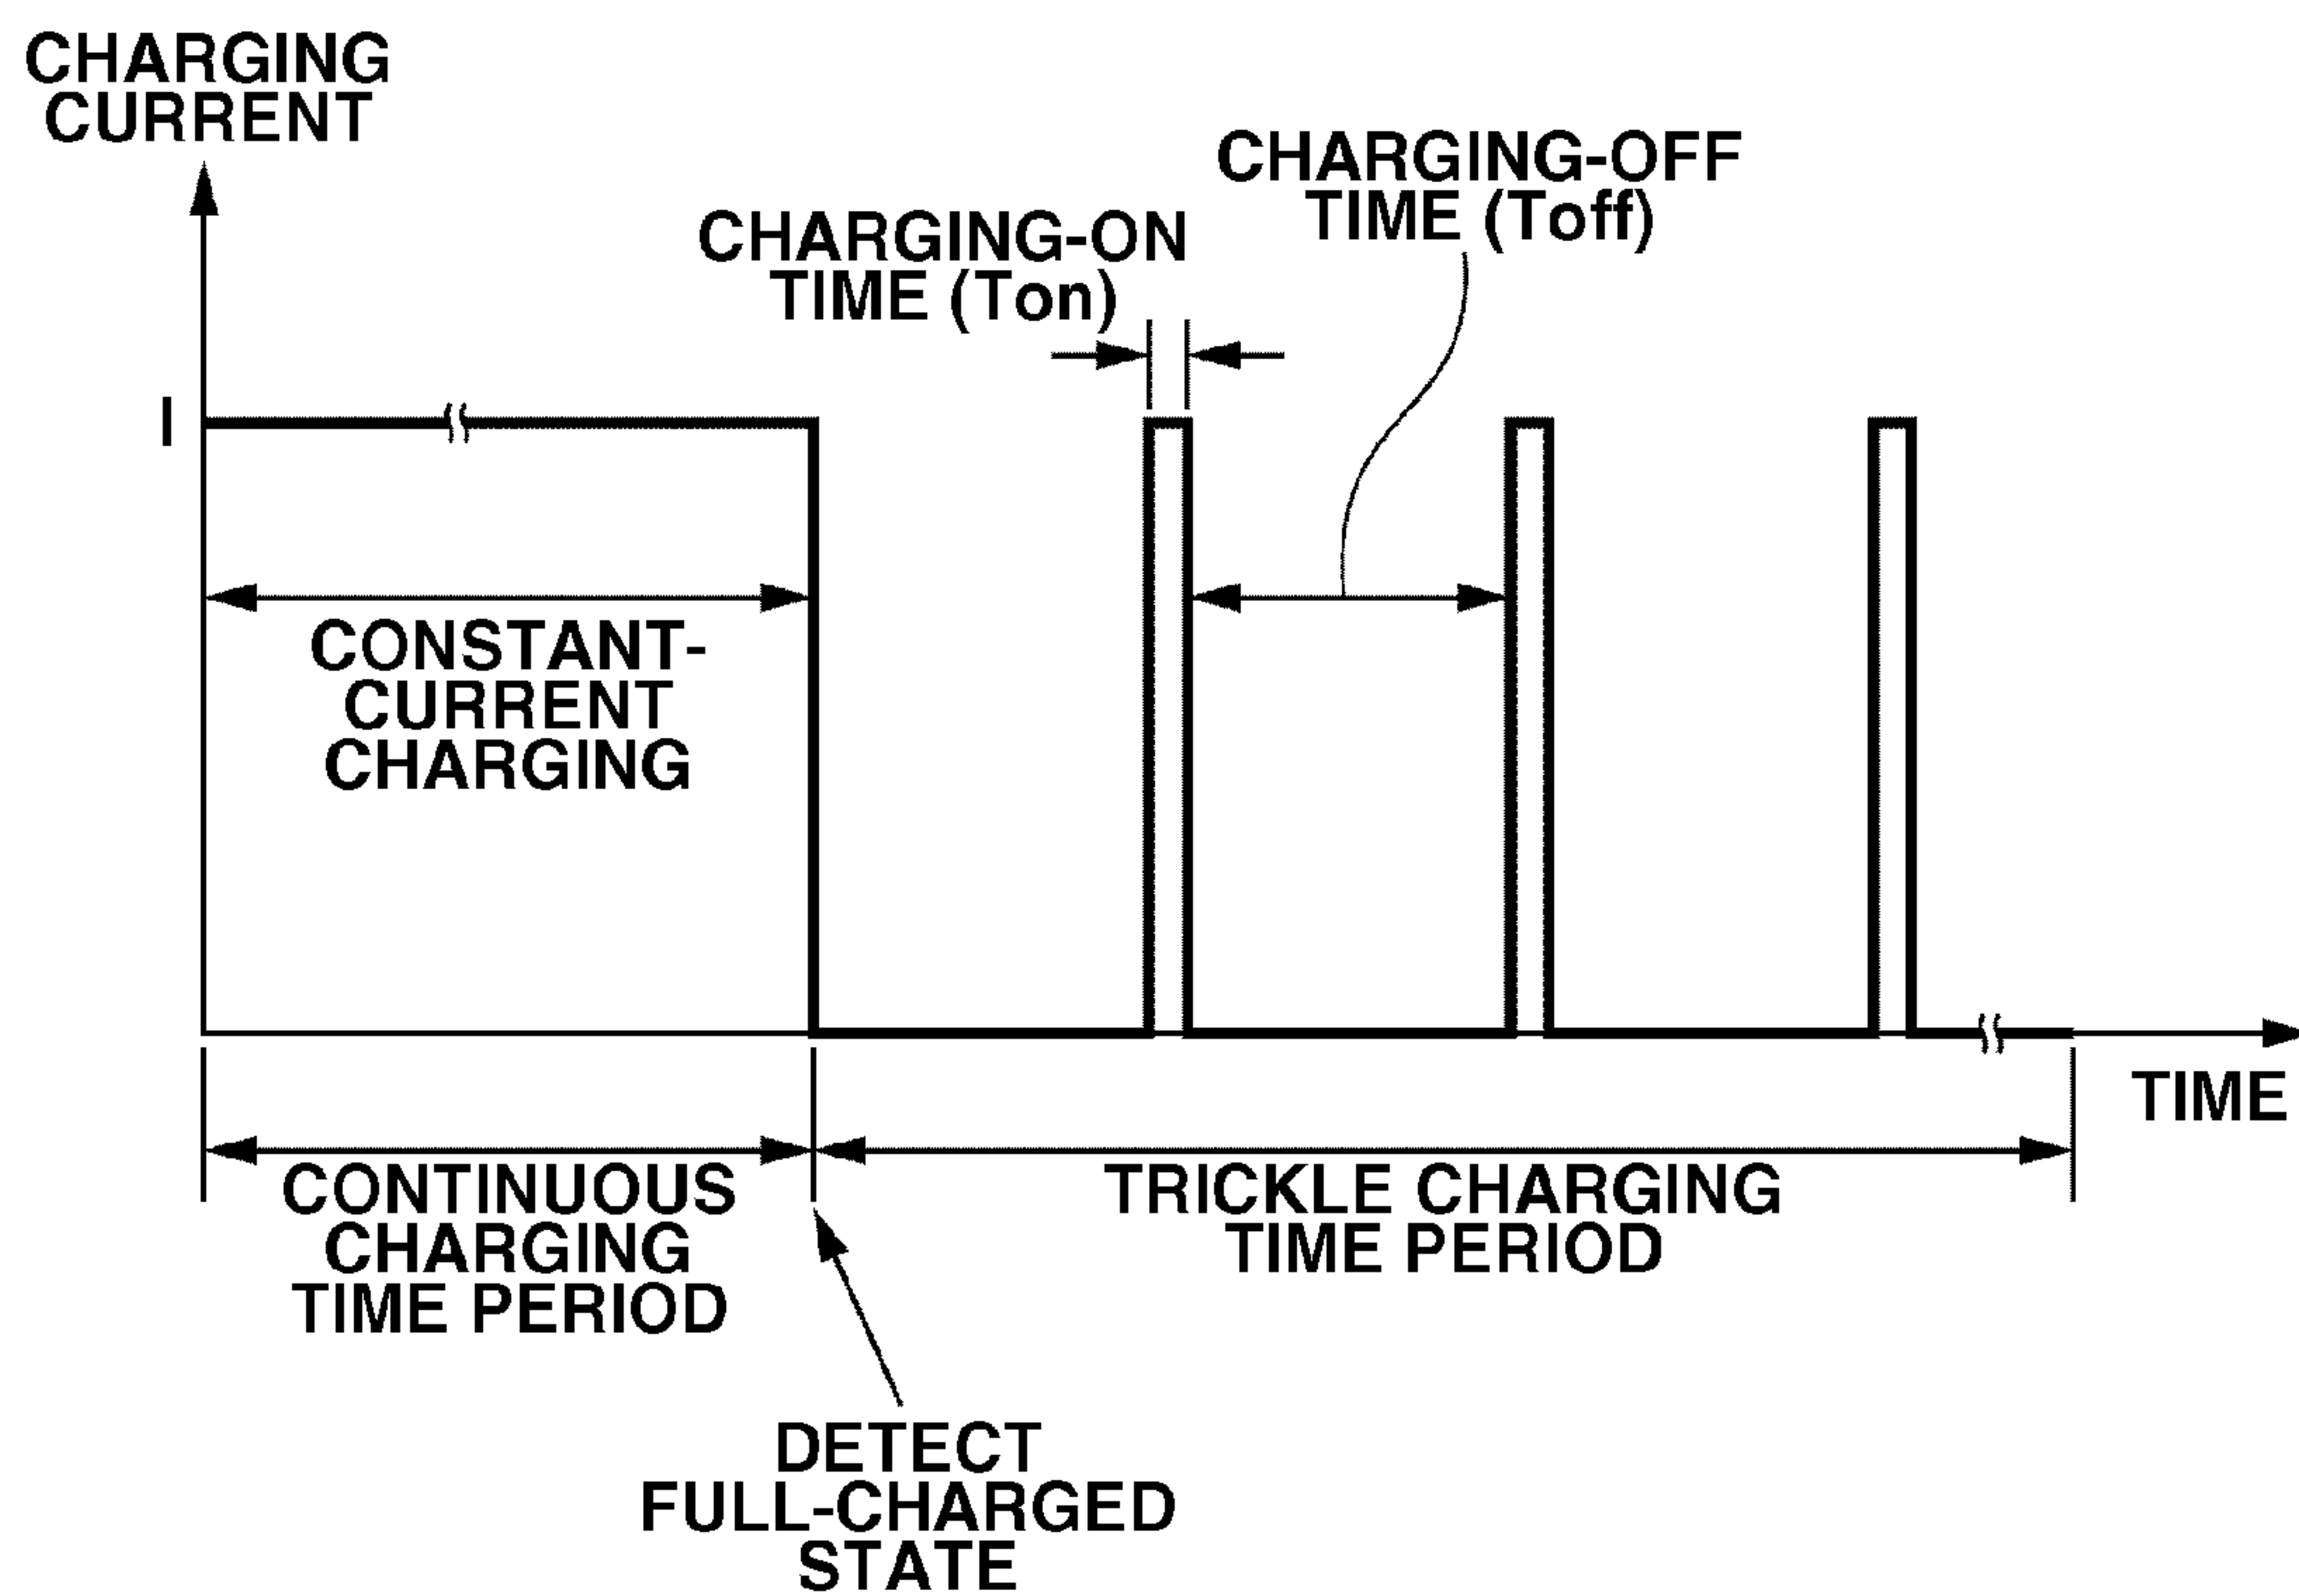 CHARGING
CURRENT
CHARGING-OFF
TIME (Toff)
CHARGING-ON
TIME (Ton)
I
CONSTANT-
CURRENT
CHARGING
TIME
CONTINUOUS
CHARGING
TIME PERIOD
TRICKLE CHARGING
TIME PERIOD
DETECT
FULL-CHARGED
STATE